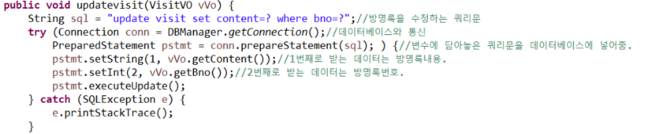 public void updatevisit(VisitVO vVo) {
String sql = "update visit set content=? where bno=?";//방명록을 수정하는 쿼리문
try (Connection conn = DBManager.getConnection();//데이터베이스와 통신
PreparedStatement pstmt = conn.prepareStatement(sql); ) {//변수에 담아놓은 쿼리문을 데이터베이스에 넣어줌.
pstmt.setString(1, vVo.getContent());//1번째로 받는 데이터는 방명록내용.
pstmt.setInt(2, vVo.getBno());//2번째로 받는 데이터는 방명록번호.
pstmt.executeUpdate();
} catch (SQLException e) {
e.printStackTrace();
}